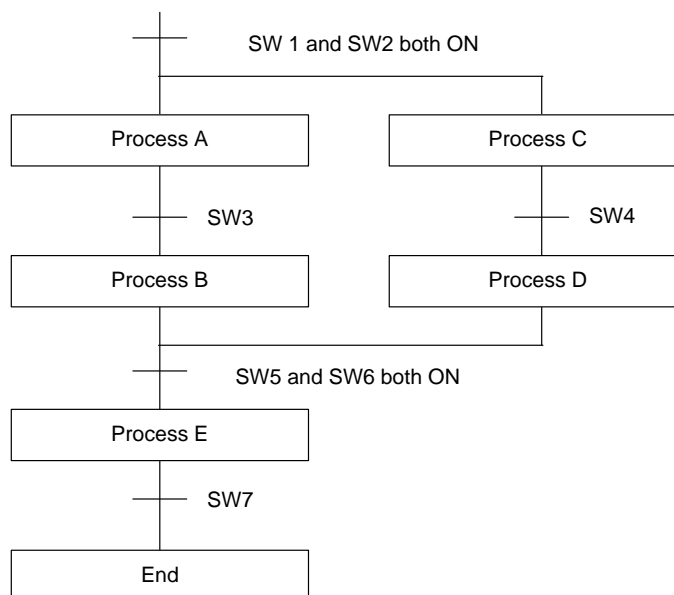 SW 1 and SW2 both ON
Process A
Process C
SW3
SW4
Process B
Process D
SW5 and SW6 both ON
Process E
SW7
End